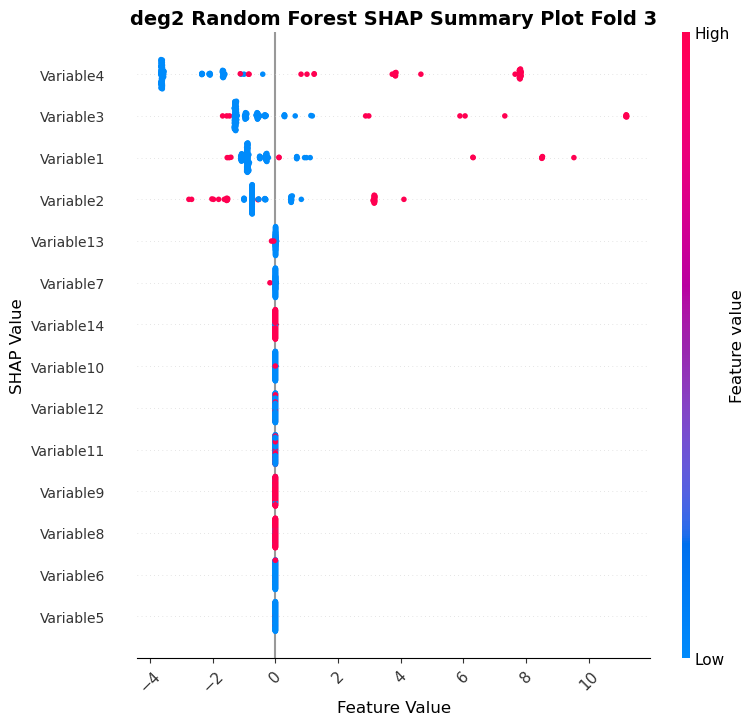 deg2 Random Forest SHAP Summary Plot Fold 3
High
Variable4
Variable3
Variable1
Variable2
Variable13
Variable7
Variable14
Variable10
Variable12
Variable11
Variable9
Variable8
Variable6
Variable5
SHAP Value
Feature value
Low
−4
−2
0
2
4
6
8
10
Feature Value